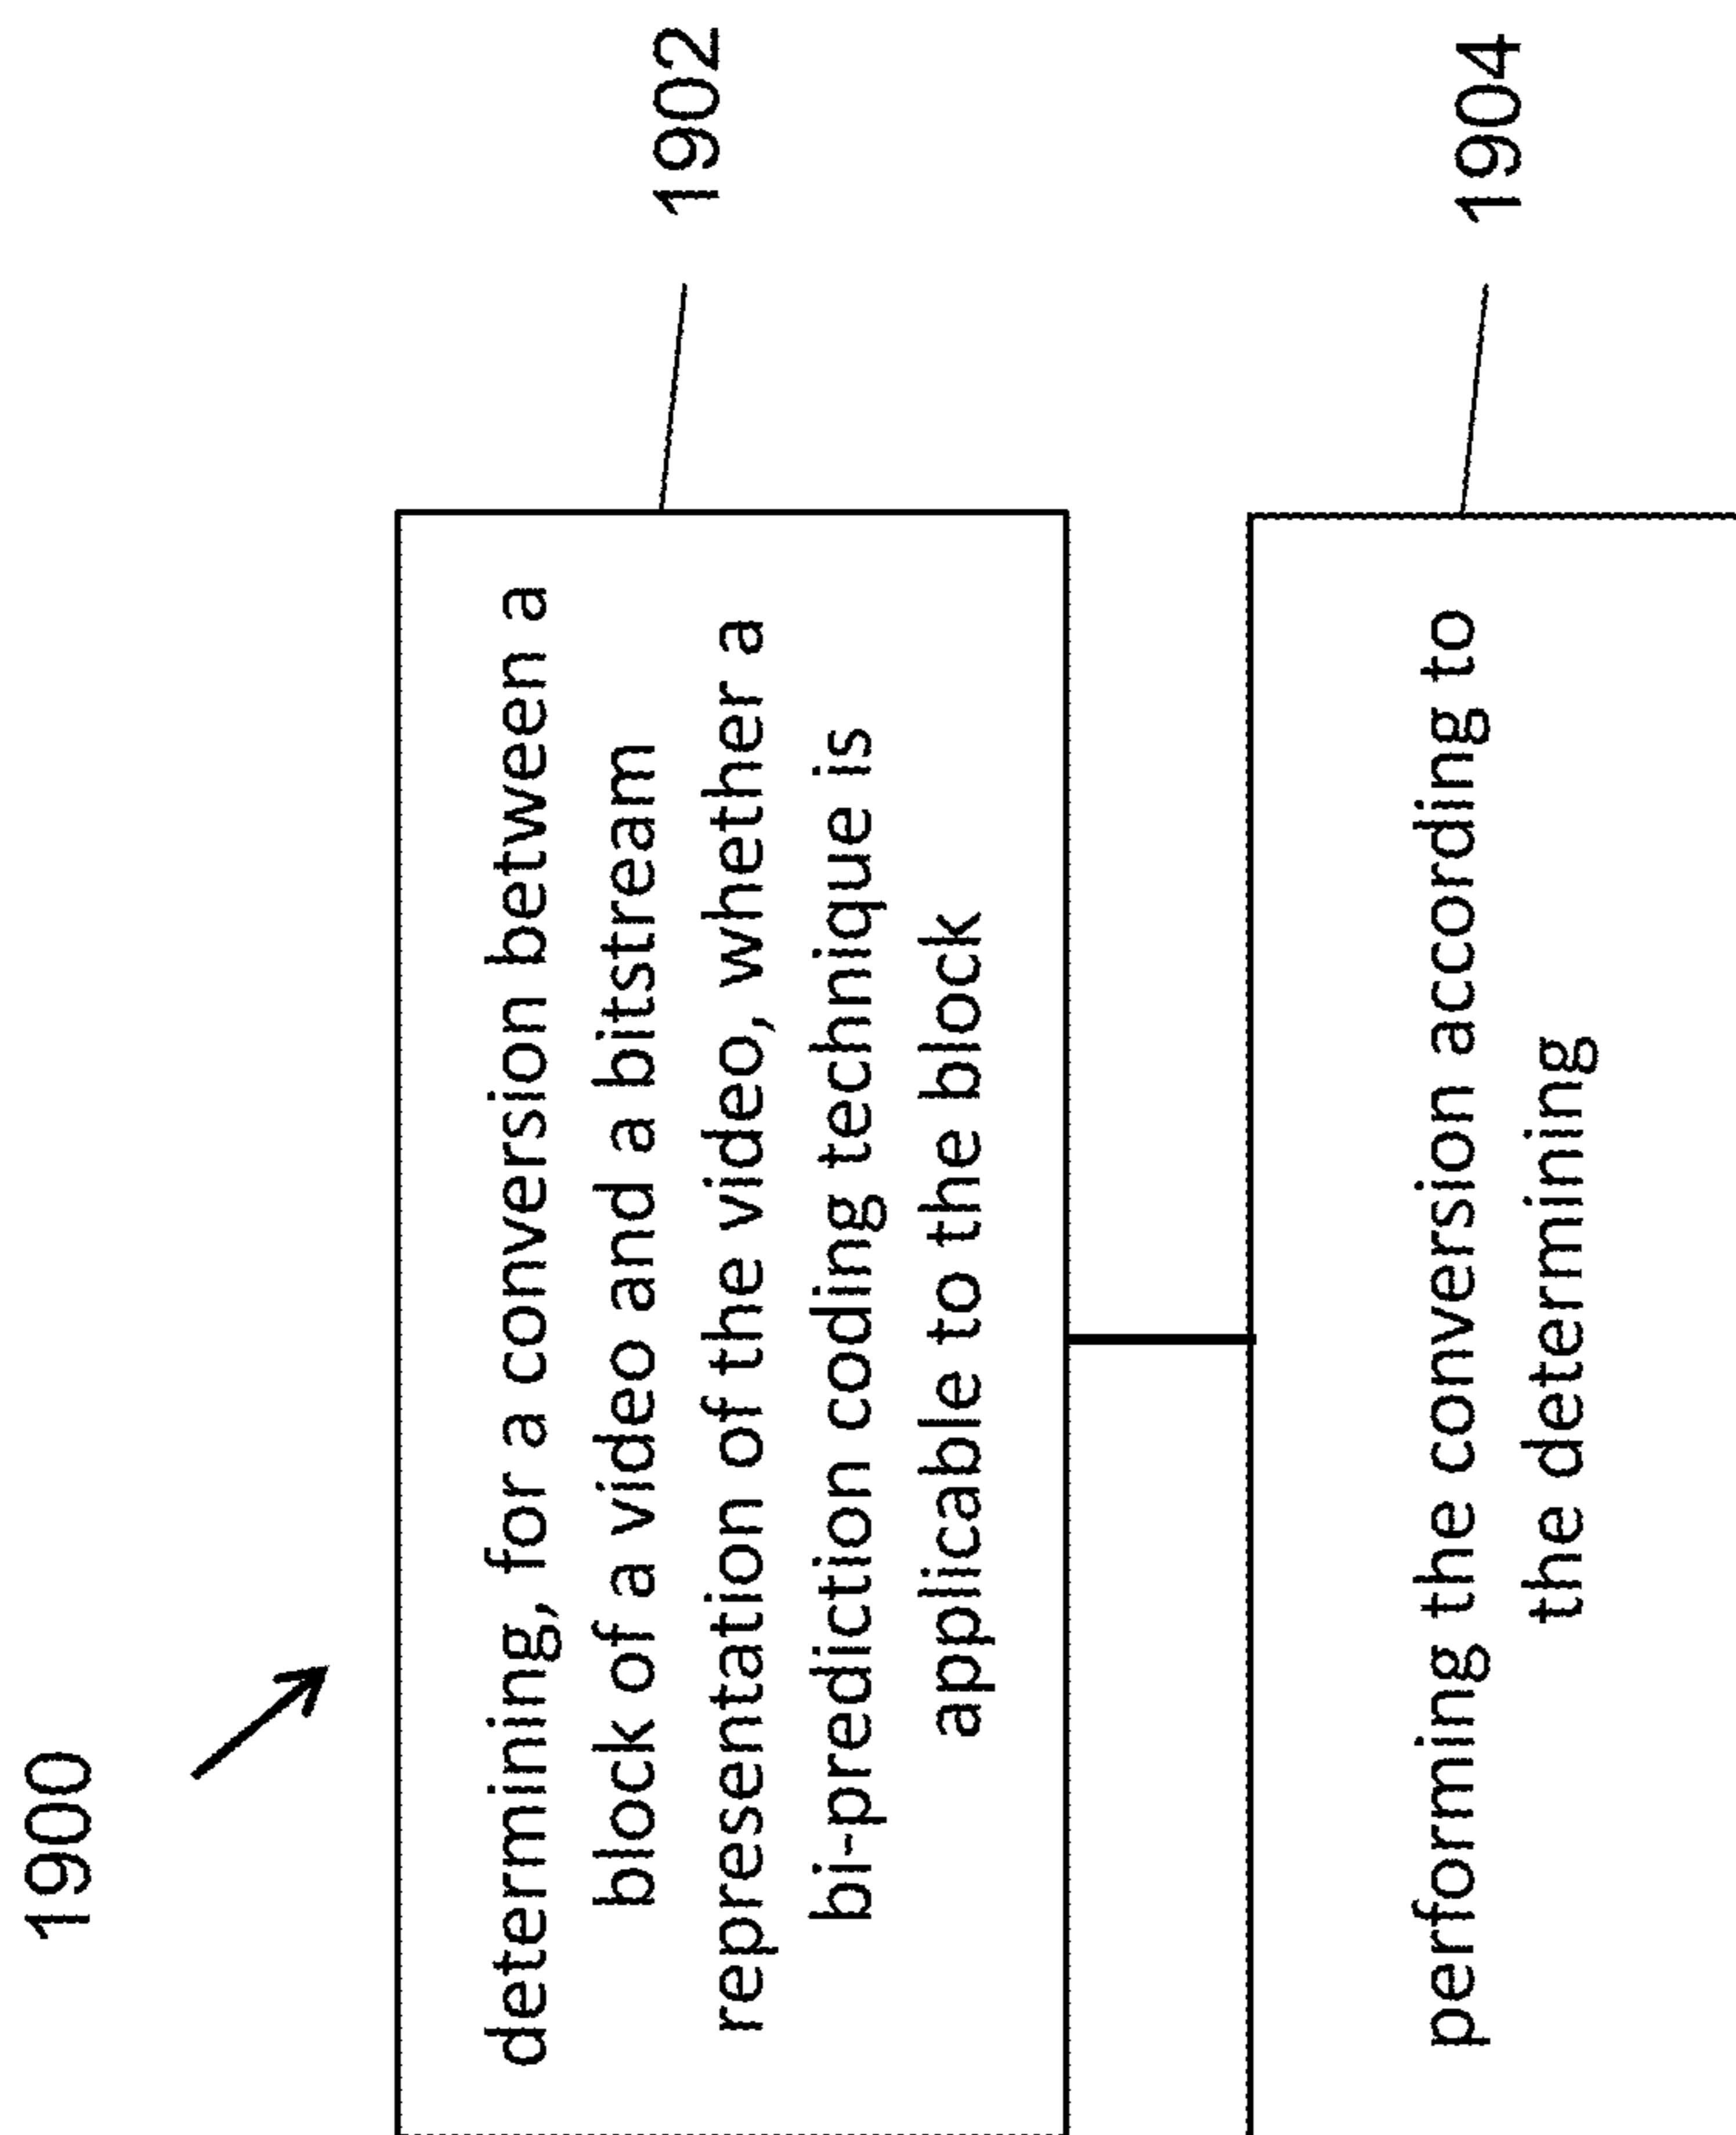 1900
determining, for a conversion between a
block of a video and a bitstream
representation of the video, whether a
bi-prediction coding technique is
applicable to the block
1902
performing the conversion according to
the determining
1904